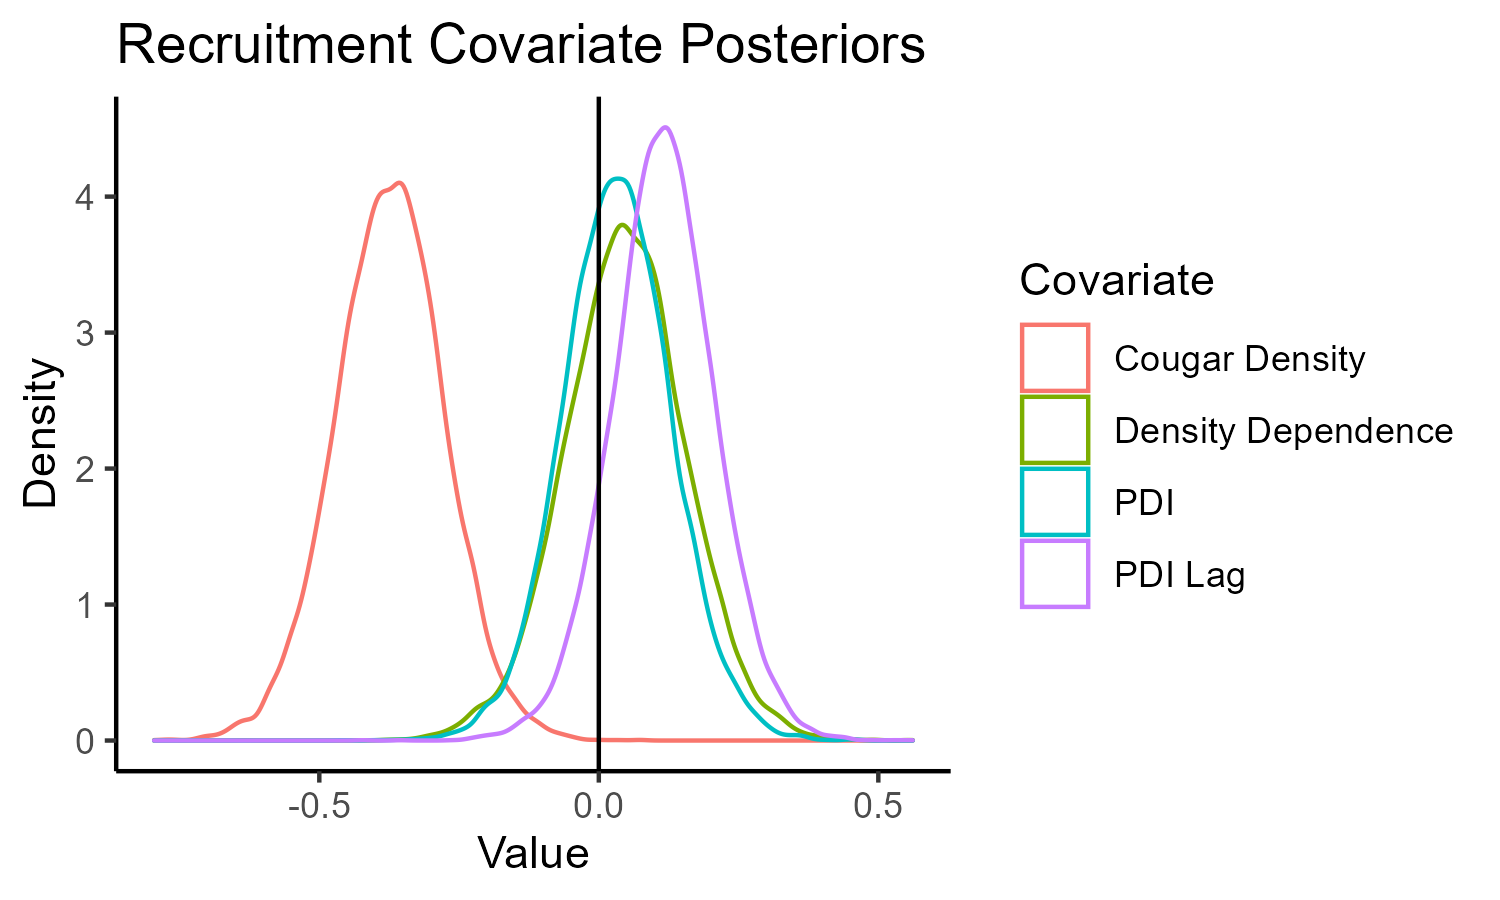 Recruitment Covariate Posteriors
Density
4
3
2
1
0
-0.5
0.0
0.5
Value
Covariate
Cougar Density
Density Dependence
PDI
PDI Lag